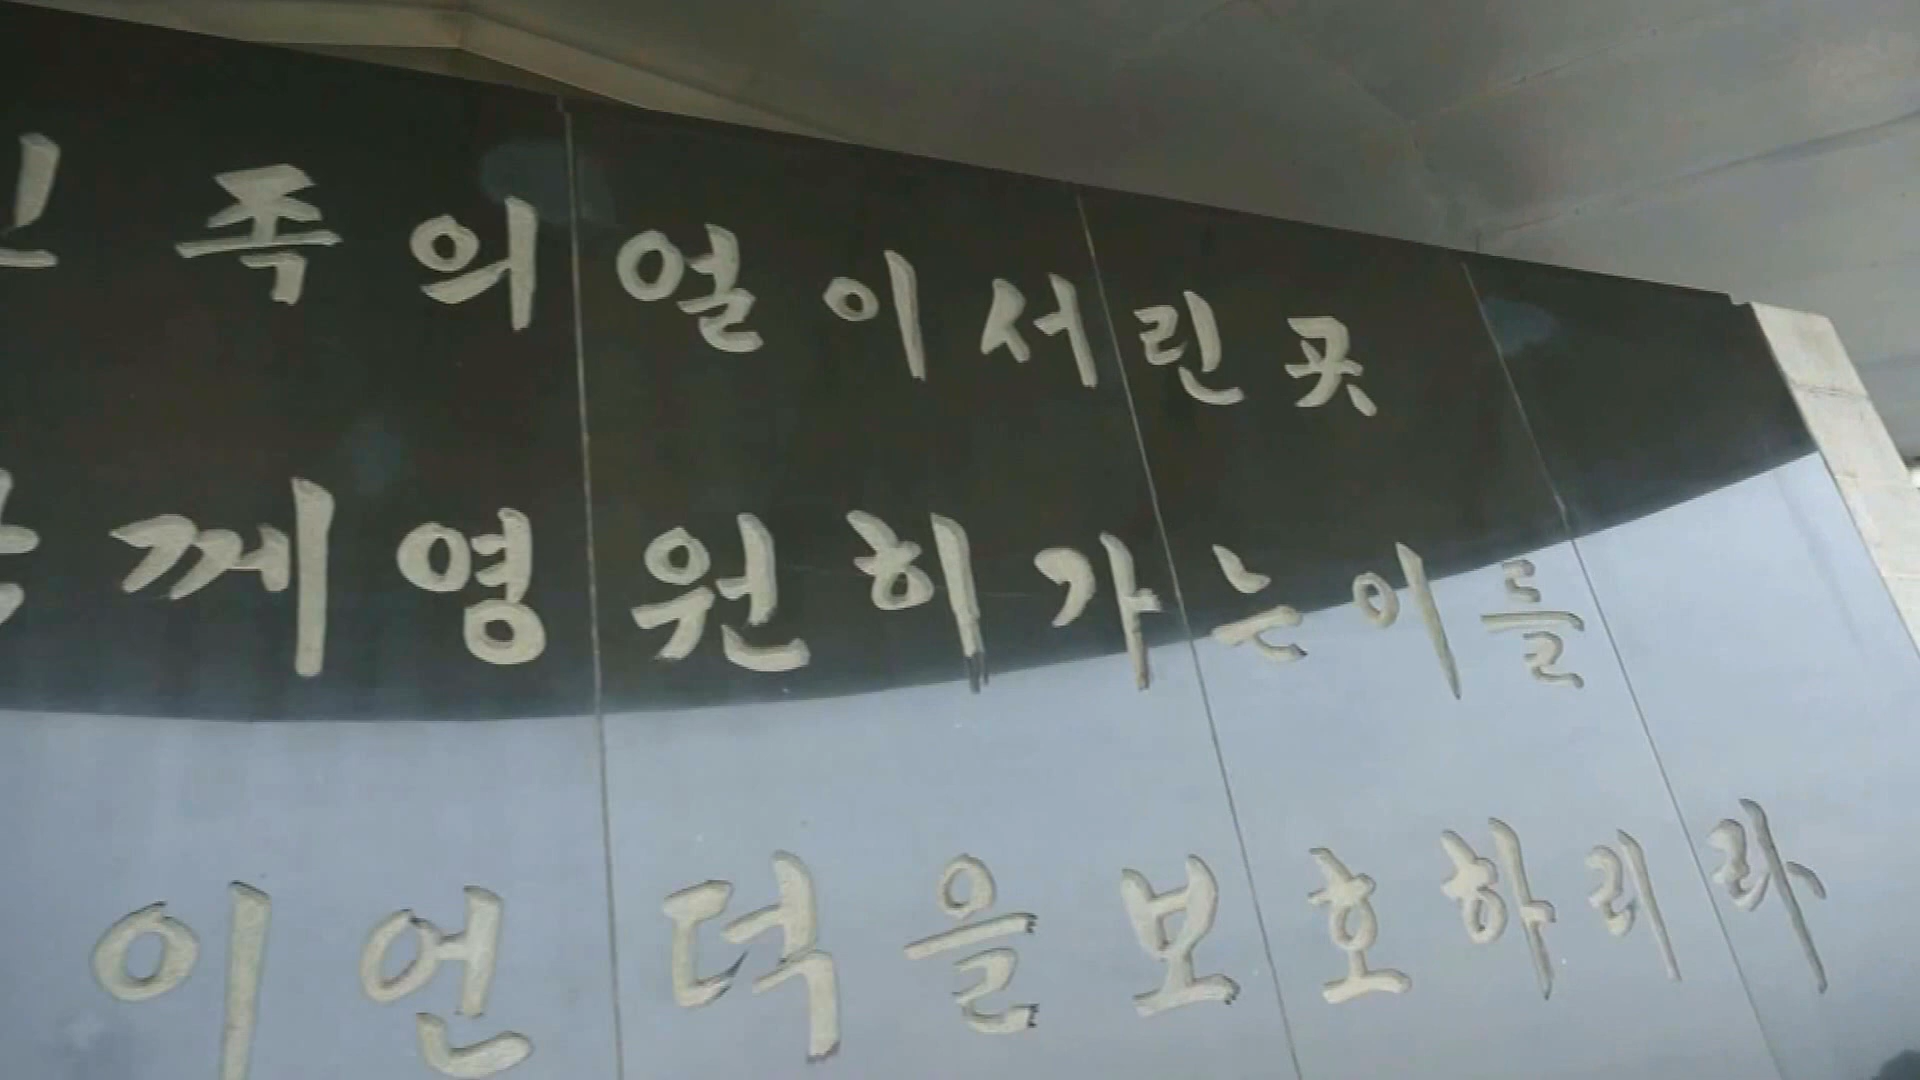 족의 얼이 서린 곳
께 영원히 가는 이들
이 언덕을 보호하리라